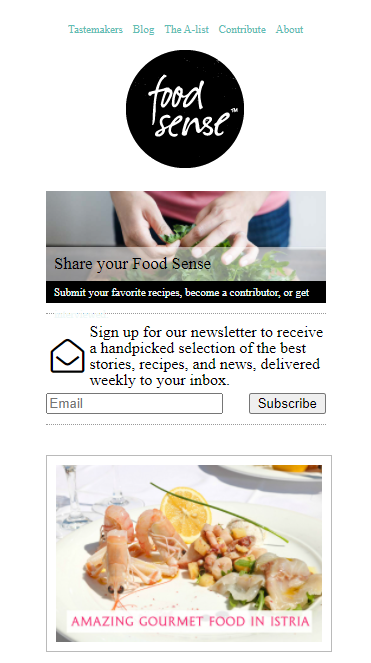 Tastemakers Blog The A-list Contribute About
food
sense™
Share your Food Sense
Submit your favorite recipes, become a contributor, or get
Sign up for our newsletter to receive
a handpicked selection of the best
stories, recipes, and news, delivered
weekly to your inbox.
Email Subscribe
AMAZING GOURMET FOOD IN ISTRIA